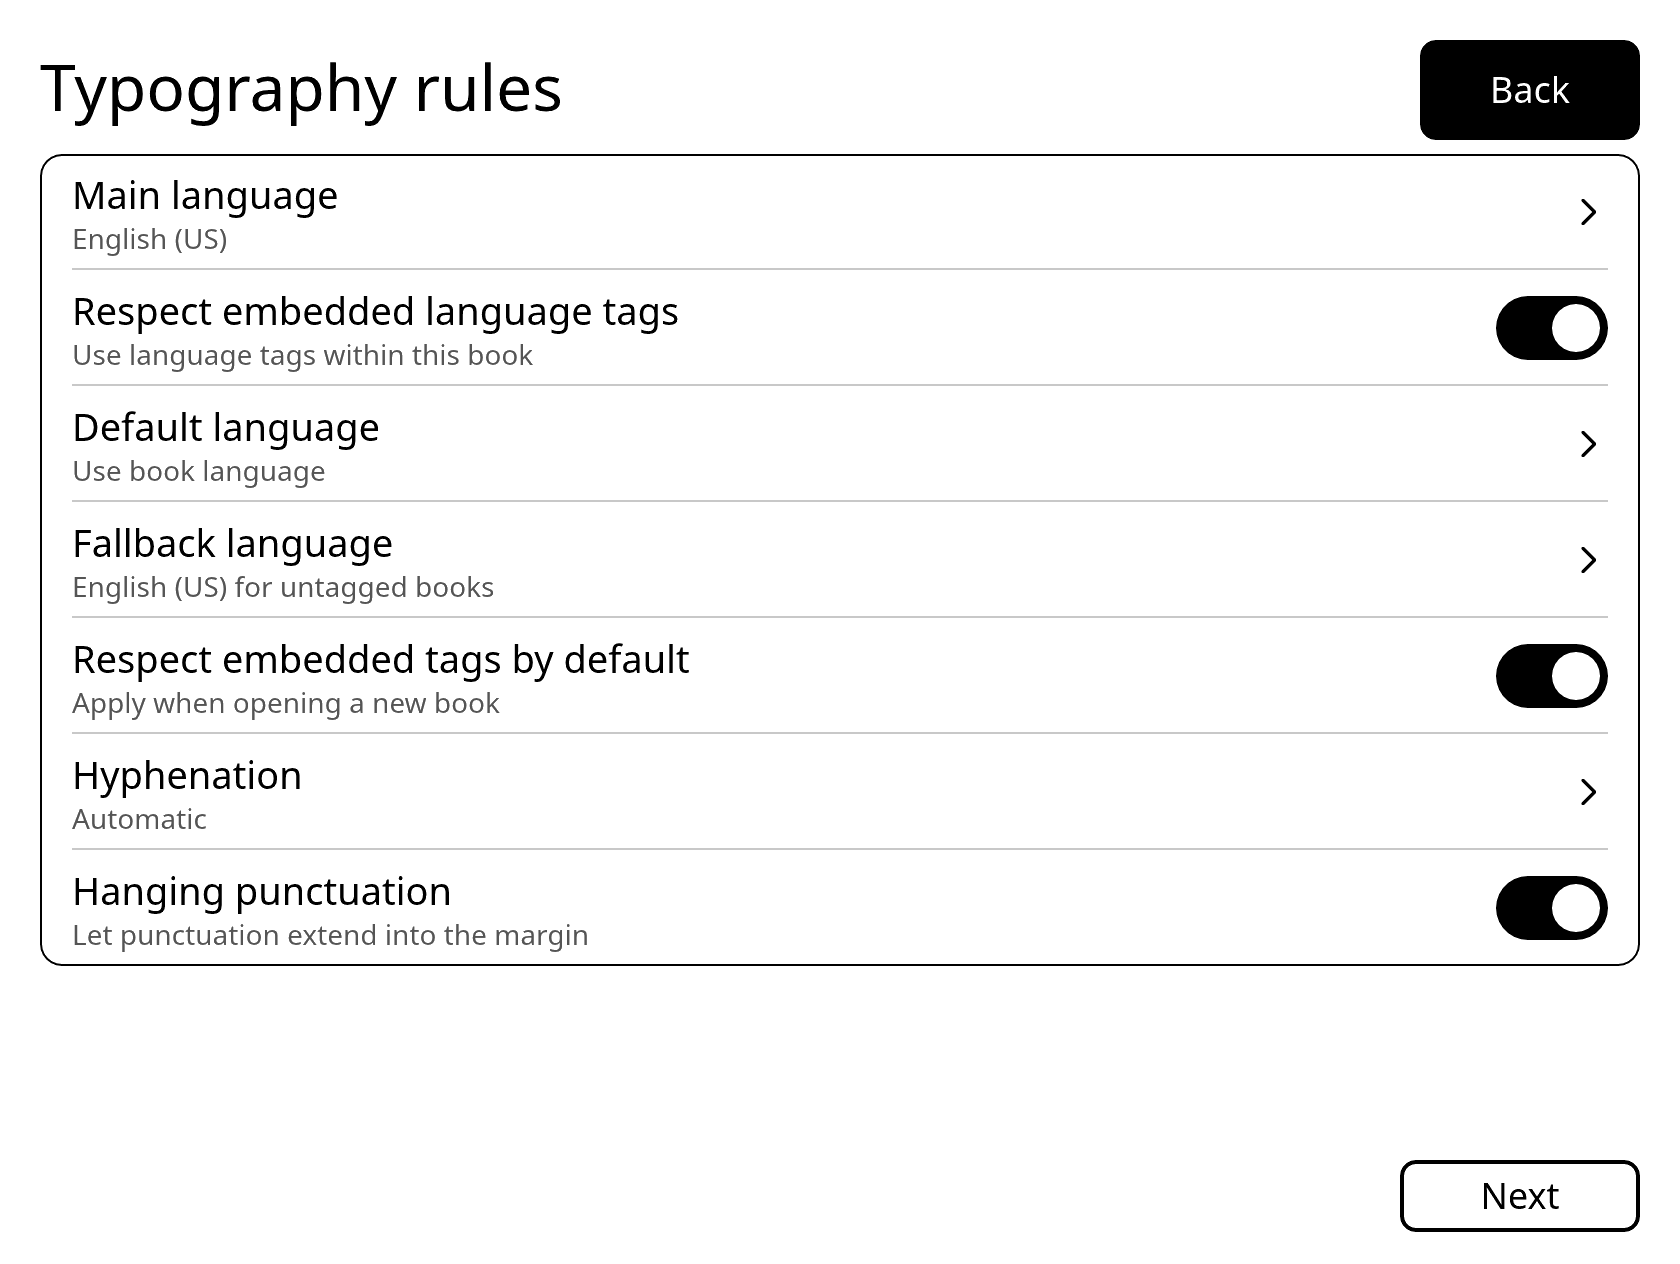 Typography rules
Back
Main language
English (US)
Respect embedded language tags
Use language tags within this book
Default language
Use book language
Fallback language
English (US) for untagged books
Respect embedded tags by default
Apply when opening a new book
Hyphenation
Automatic
Hanging punctuation
Let punctuation extend into the margin
Next